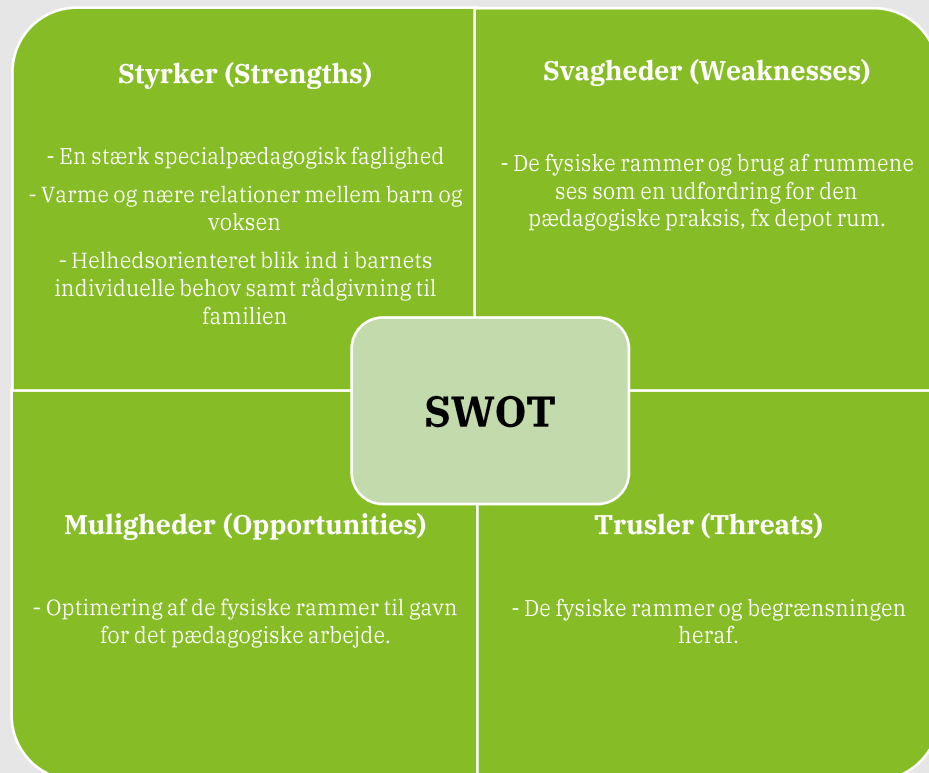 Styrker (Strengths)
- En stærk specialpædagogisk faglighed
- Varme og nære relationer mellem barn og
voksen
- Helhedsorienteret blik ind i barnets
individuelle behov samt rådgivning til
familien
Svagheder (Weaknesses)
- De fysiske rammer og brug af rummene
ses som en udfordring for den
pædagogiske praksis, fx depot rum.
SWOT
Muligheder (Opportunities)
- Optimering af de fysiske rammer til gavn
for det pædagogiske arbejde.
Trusler (Threats)
- De fysiske rammer og begrænsningen
heraf.